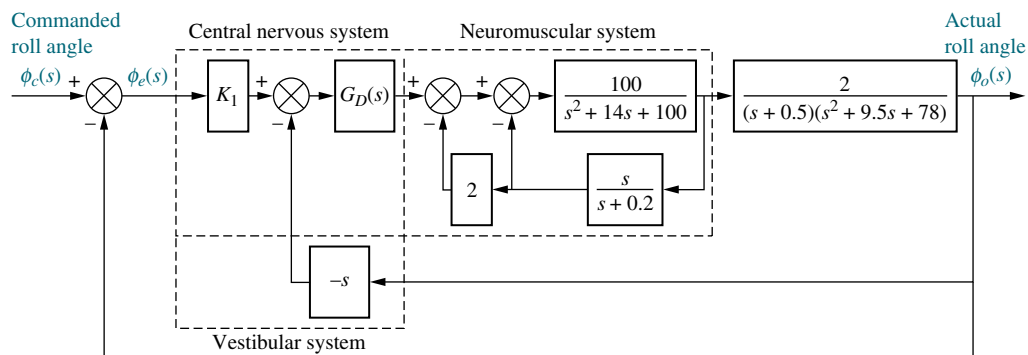 Commanded
roll angle
ϕc(s)
ϕe(s)
Central nervous system
Neuromuscular system
Actual
roll angle
ϕo(s)
+
−
K1
+
−
GD(s)
+
−
+
−
100
s² + 14s + 100
2
(s + 0.5)(s² + 9.5s + 78)
2
s
s + 0.2
−s
Vestibular system